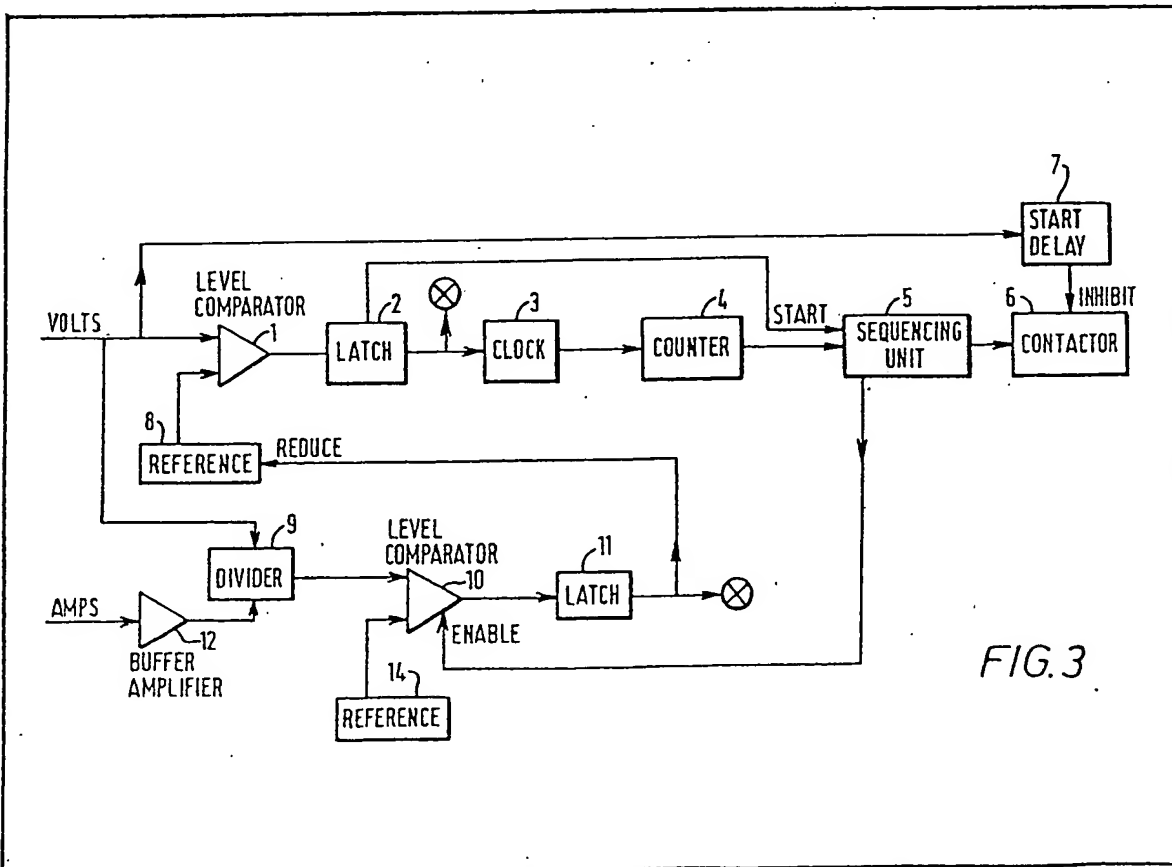 7
START
DELAY
LEVEL
COMPARATOR
VOLTS
1
2
LATCH
3
CLOCK
4
COUNTER
START
5
SEQUENCING
UNIT
6
INHIBIT
CONTACTOR
8
REFERENCE
REDUCE
9
DIVIDER
LEVEL
COMPARATOR
10
11
LATCH
AMPS
12
BUFFER
AMPLIFIER
ENABLE
14
REFERENCE
FIG.3